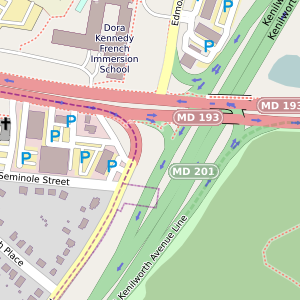 Dora
Kennedy
French
Immersion
School
Edmo
Kenilw
Kenilworth
P
P
P
MD 193
MD 193
P
P
P
P
MD 201
Seminole Street
Place
Kenilworth Avenue Line